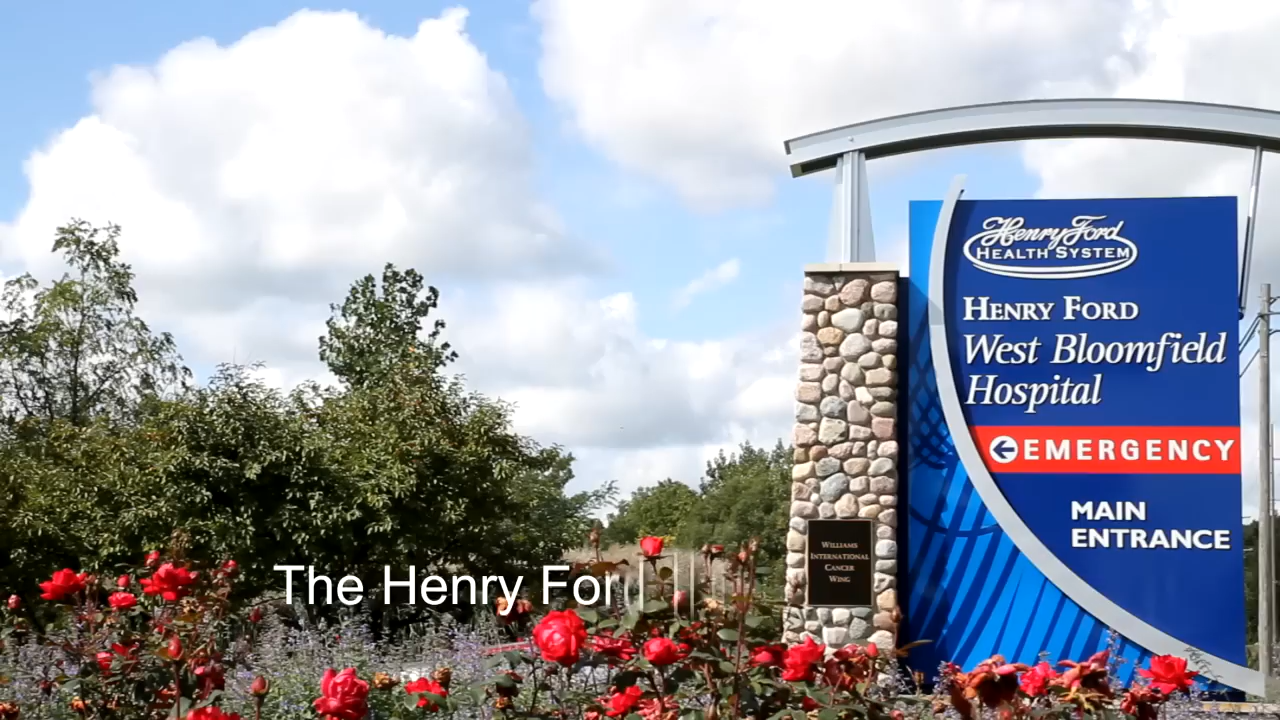 Henry Ford
HEALTH SYSTEM
HENRY FORD
West Bloomfield
Hospital
EMERGENCY
MAIN
ENTRANCE
WILLIAMS
INTERNATIONAL
CANCER
WING
The Henry For